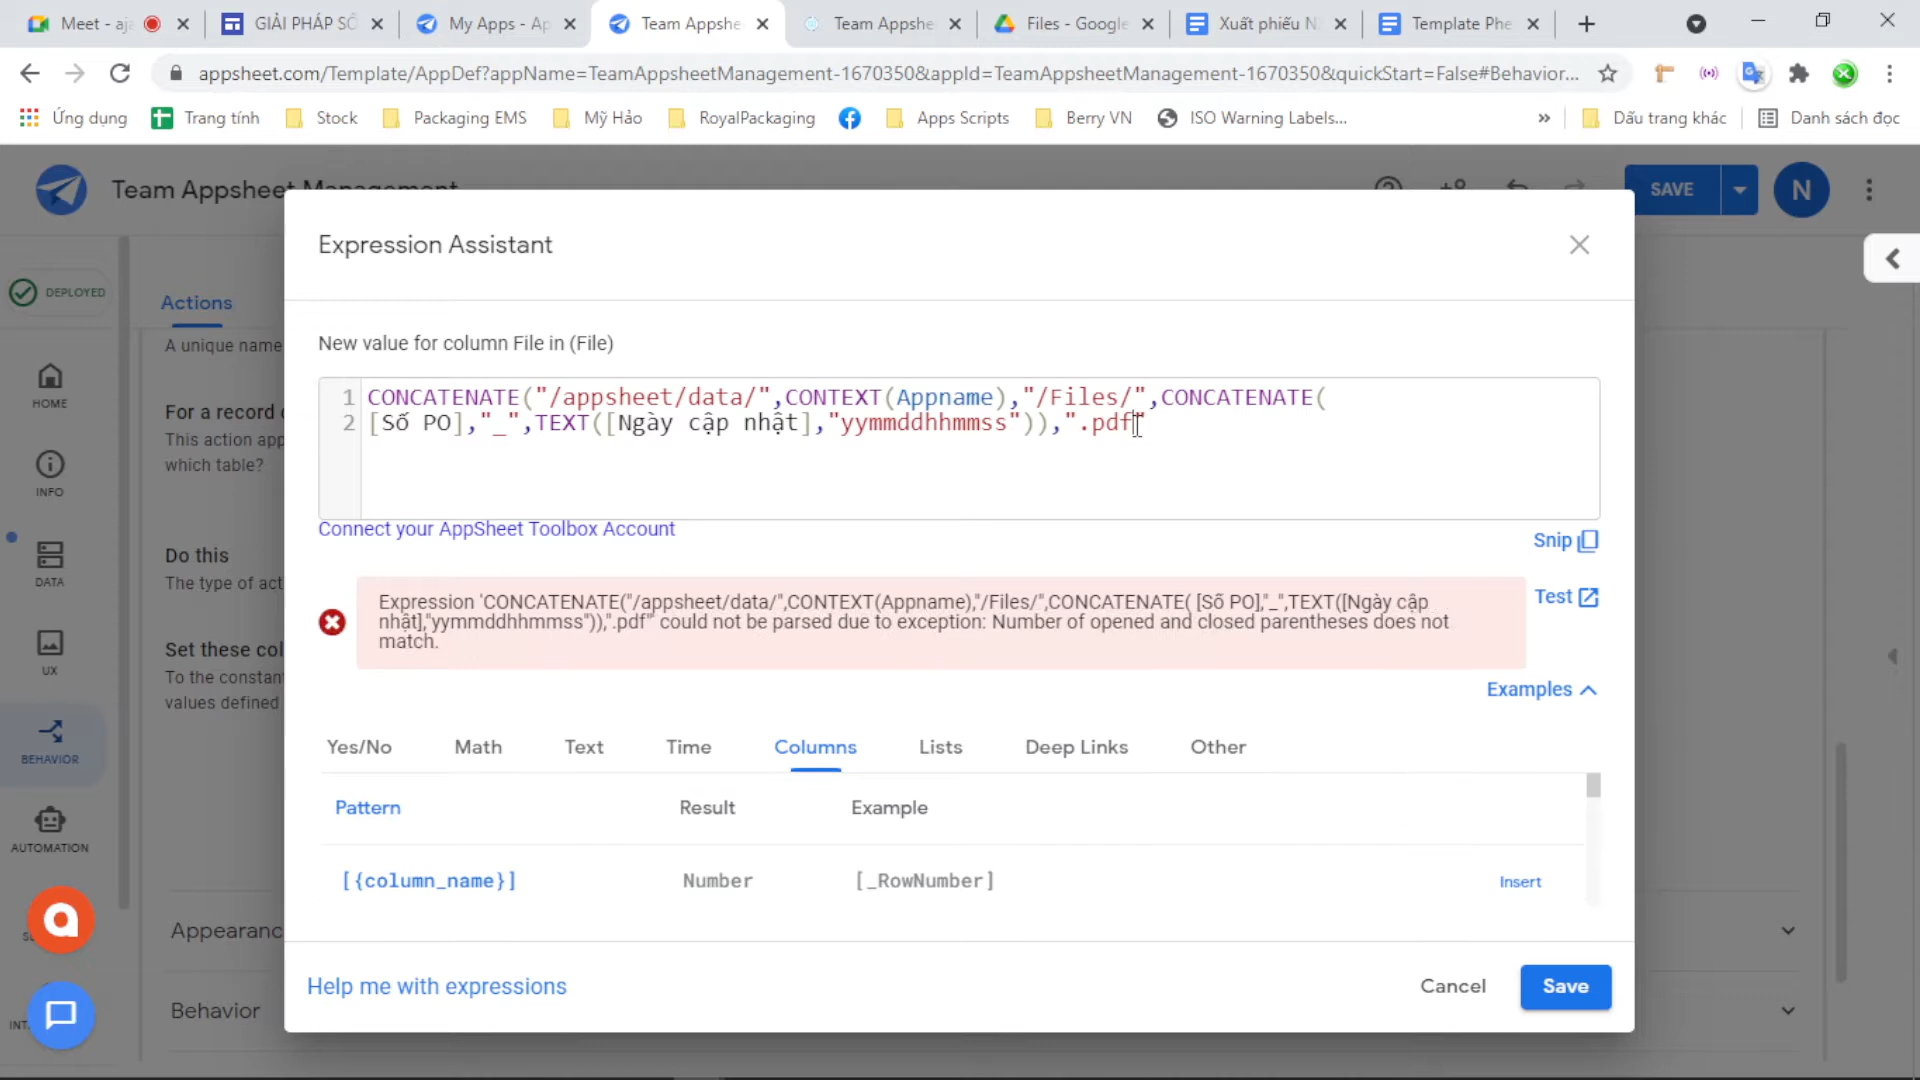 Meet - aja
GIẢI PHÁP SỐ
My Apps - Ap
Team Appshe
Team Appshe
Files - Google
Xuất phiếu N
Template Phe
appsheet.com/Template/AppDef?appName=TeamAppsheetManagement-1670350&appId=TeamAppsheetManagement-1670350&quickStart=False#Behavior...
Ứng dụng
Trang tính
Stock
Packaging EMS
Mỹ Hảo
RoyalPackaging
Apps Scripts
Berry VN
ISO Warning Labels...
»
Dấu trang khác
Danh sách đọc
Team Appsheet Management
SAVE
N
DEPLOYED
Actions
A unique name
HOME
For a record
This action app
which table?
INFO
Do this
The type of act
DATA
Set these col
To the constant
values defined
UX
BEHAVIOR
AUTOMATION
Appearanc
INT
Behavior
Expression Assistant
New value for column File in (File)
1 CONCATENATE("/appsheet/data/",CONTEXT(Appname),"/Files/",CONCATENATE(
2 [Số PO],"_",TEXT([Ngày cập nhật],"yymmddhhmmss")),".pdf"
Connect your AppSheet Toolbox Account
Snip
Expression 'CONCATENATE("/appsheet/data/",CONTEXT(Appname),"/Files/",CONCATENATE( [Số PO],"_",TEXT([Ngày cập
nhật],"yymmddhhmmss")),".pdf" could not be parsed due to exception: Number of opened and closed parentheses does not
match.
Test
Examples
Yes/No
Math
Text
Time
Columns
Lists
Deep Links
Other
Pattern
Result
Example
[{column_name}]
Number
[_RowNumber]
Insert
Help me with expressions
Cancel
Save